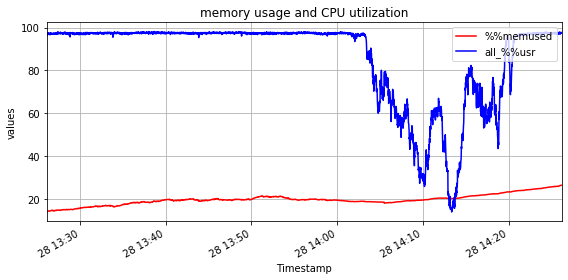 memory usage and CPU utilization
100
80
60
40
20
values
%%memused
all_%%usr
28 13:30
28 13:40
28 13:50
28 14:00
28 14:10
28 14:20
Timestamp